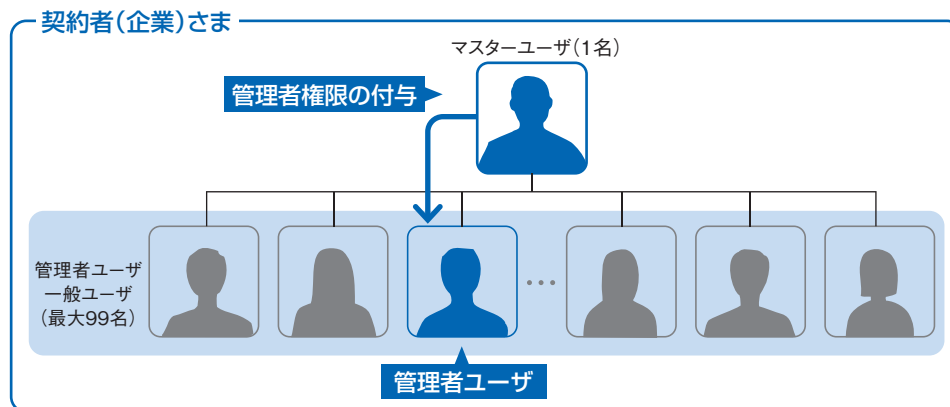 契約者（企業）さま
マスターユーザ（1名）
管理者権限の付与
管理者ユーザ
一般ユーザ
（最大99名）
…
管理者ユーザ